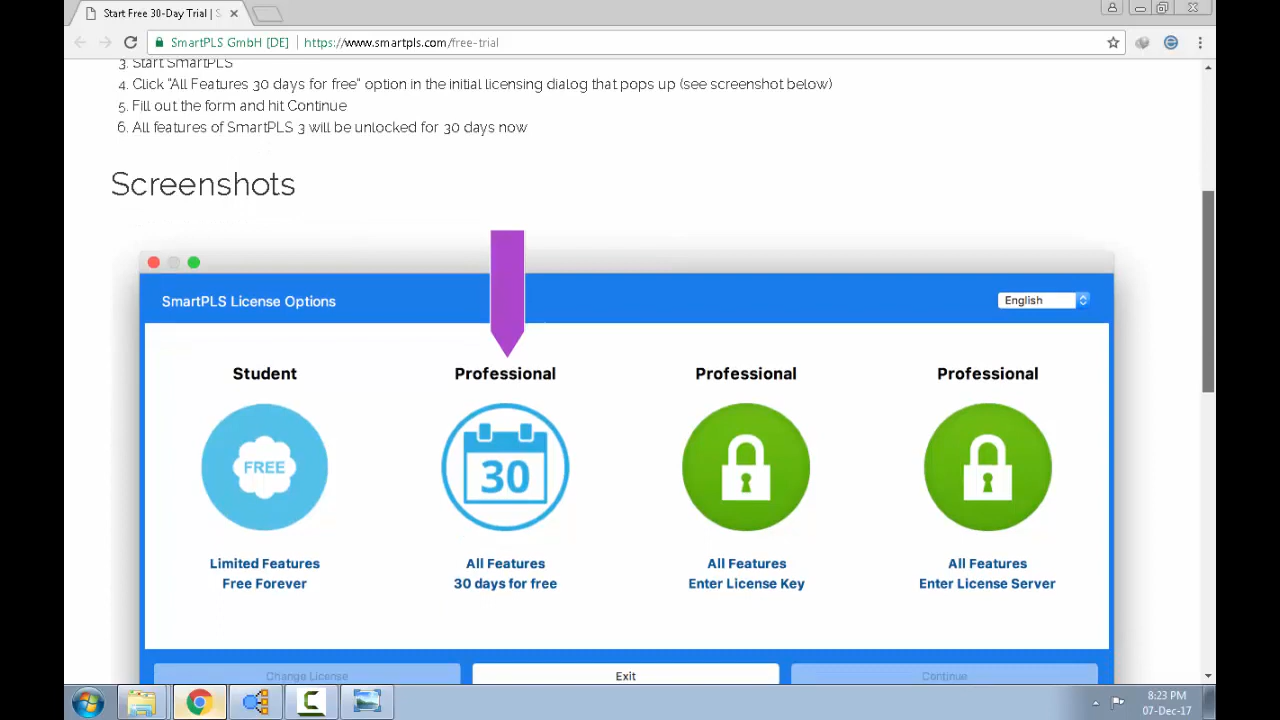 Start Free 30-Day Trial | S
SmartPLS GmbH [DE] https://www.smartpls.com/free-trial
3. Start SmartPLS
4. Click "All Features 30 days for free" option in the initial licensing dialog that pops up (see screenshot below)
5. Fill out the form and hit Continue
6. All features of SmartPLS 3 will be unlocked for 30 days now
Screenshots
SmartPLS License Options
English
Student
Professional
Professional
Professional
FREE
30
Limited Features
Free Forever
All Features
30 days for free
All Features
Enter License Key
All Features
Enter License Server
Change License
Exit
Continue
8:23 PM
07-Dec-17